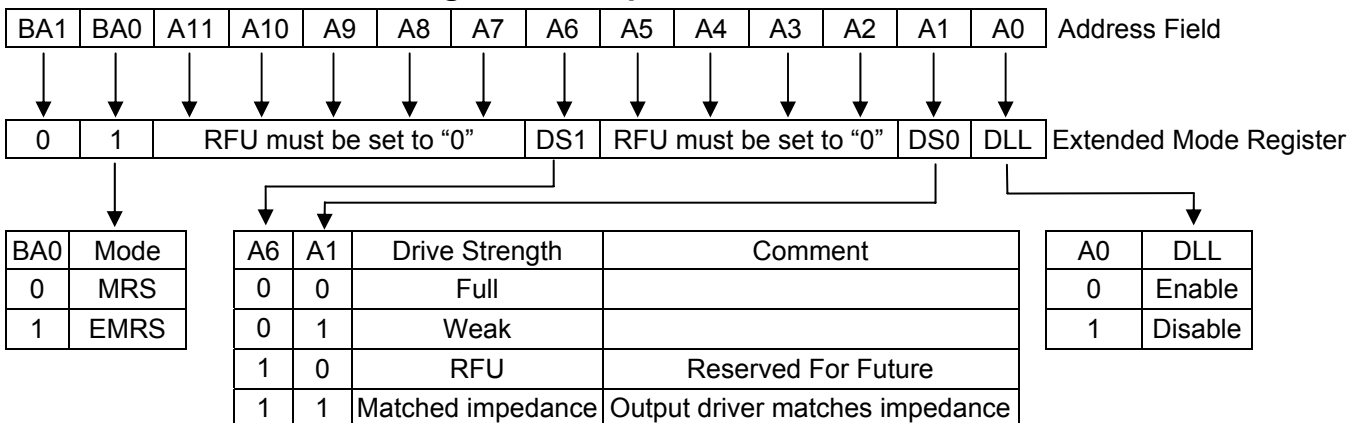 BA1 BA0 A11 A10 A9 A8 A7 A6 A5 A4 A3 A2 A1 A0 Address Field
0 1 RFU must be set to “0” DS1 RFU must be set to “0” DS0 DLL Extended Mode Register
BA0 Mode
0 MRS
1 EMRS
A6 A1 Drive Strength Comment
0 0 Full
0 1 Weak
1 0 RFU Reserved For Future
1 1 Matched impedance Output driver matches impedance
A0 DLL
0 Enable
1 Disable